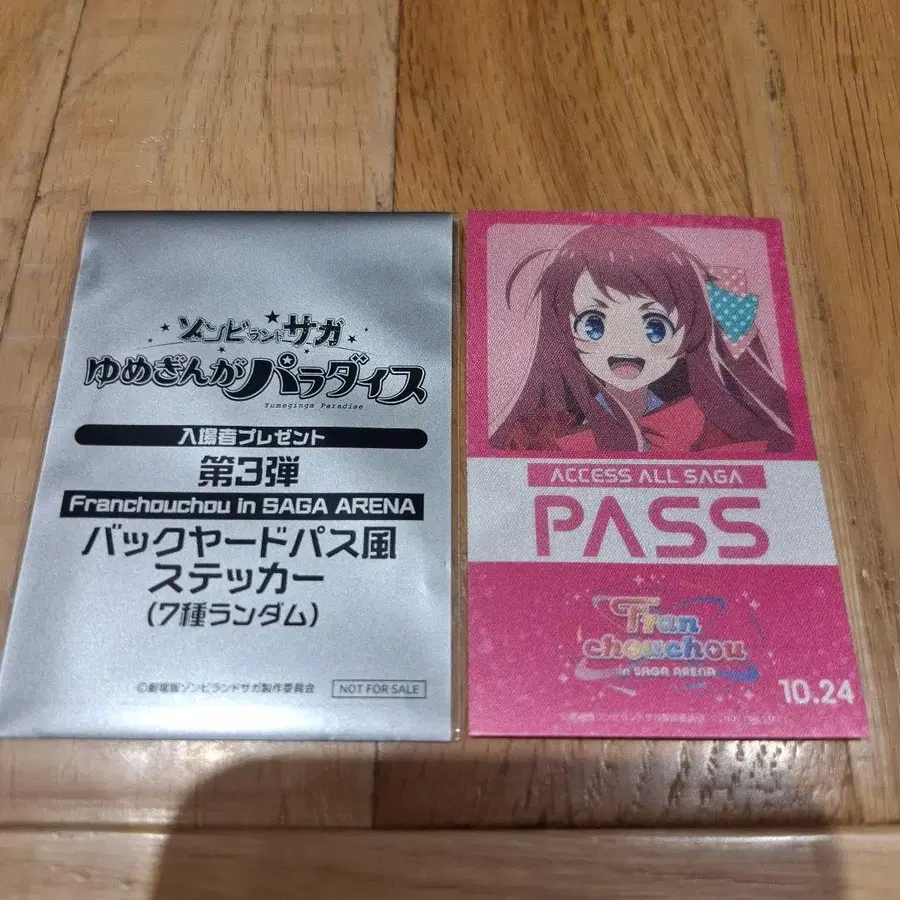 ゾンビランドサガ
ゆめぎんがパラダイス
Yumeginga Paradise
入場者プレゼント
第3弾
Franchouchou in SAGA ARENA
バックヤードパス風
ステッカー
(7種ランダム)
©劇場版ゾンビランドサガ製作委員会
NOT FOR SALE
ACCESS ALL SAGA
PASS
Fran
chouchou
in SAGA ARENA
10.24